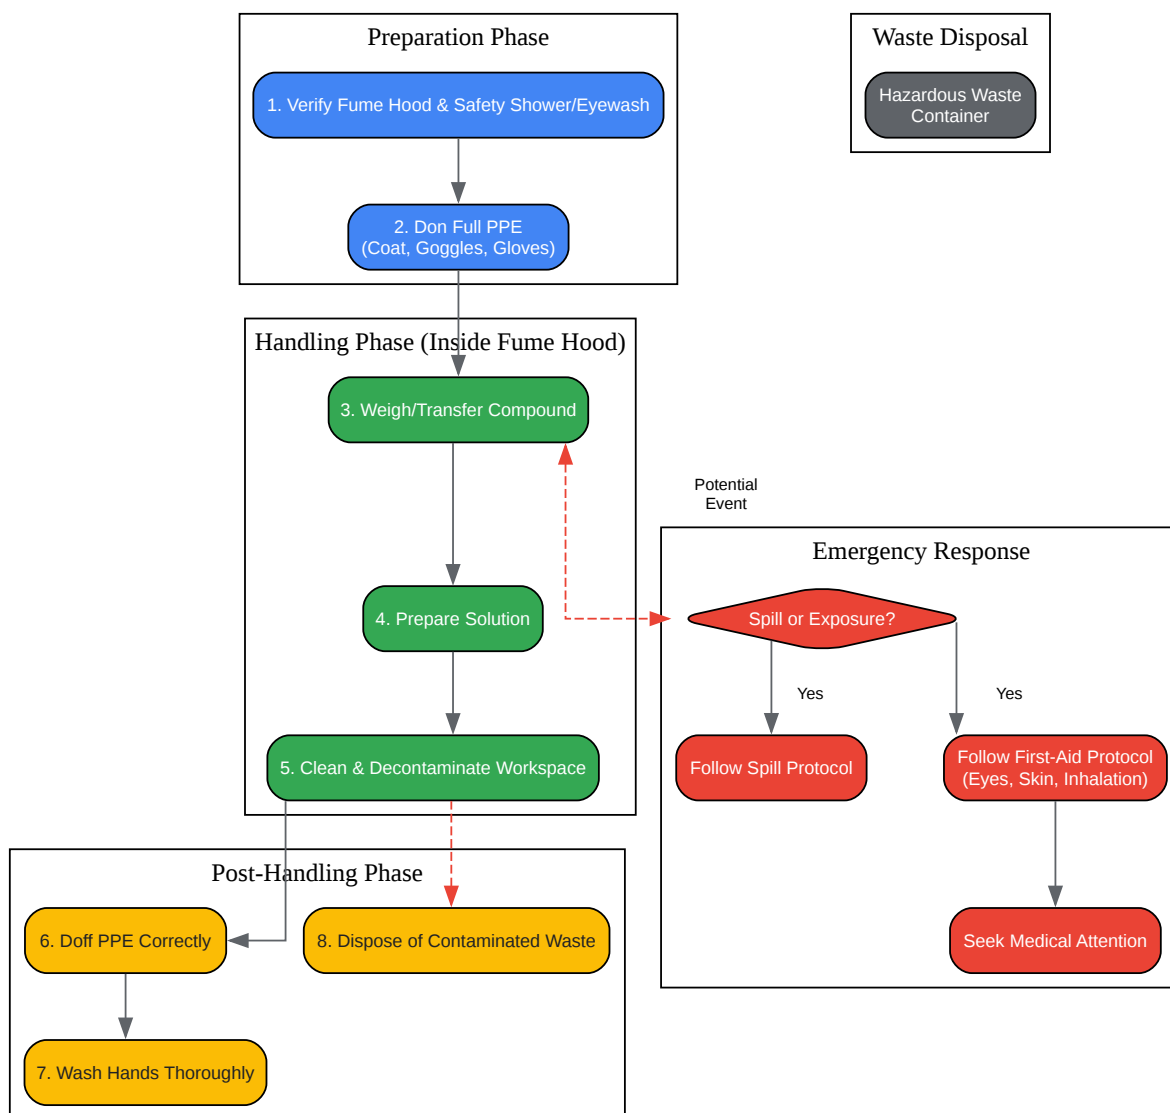 Preparation Phase
1. Verify Fume Hood & Safety Shower/Eyewash
2. Don Full PPE
(Coat, Goggles, Gloves)
Waste Disposal
Hazardous Waste
Container
Handling Phase (Inside Fume Hood)
3. Weigh/Transfer Compound
4. Prepare Solution
5. Clean & Decontaminate Workspace
Potential
Event
Emergency Response
Spill or Exposure?
Yes
Yes
Follow Spill Protocol
Follow First-Aid Protocol
(Eyes, Skin, Inhalation)
Seek Medical Attention
Post-Handling Phase
6. Doff PPE Correctly
8. Dispose of Contaminated Waste
7. Wash Hands Thoroughly